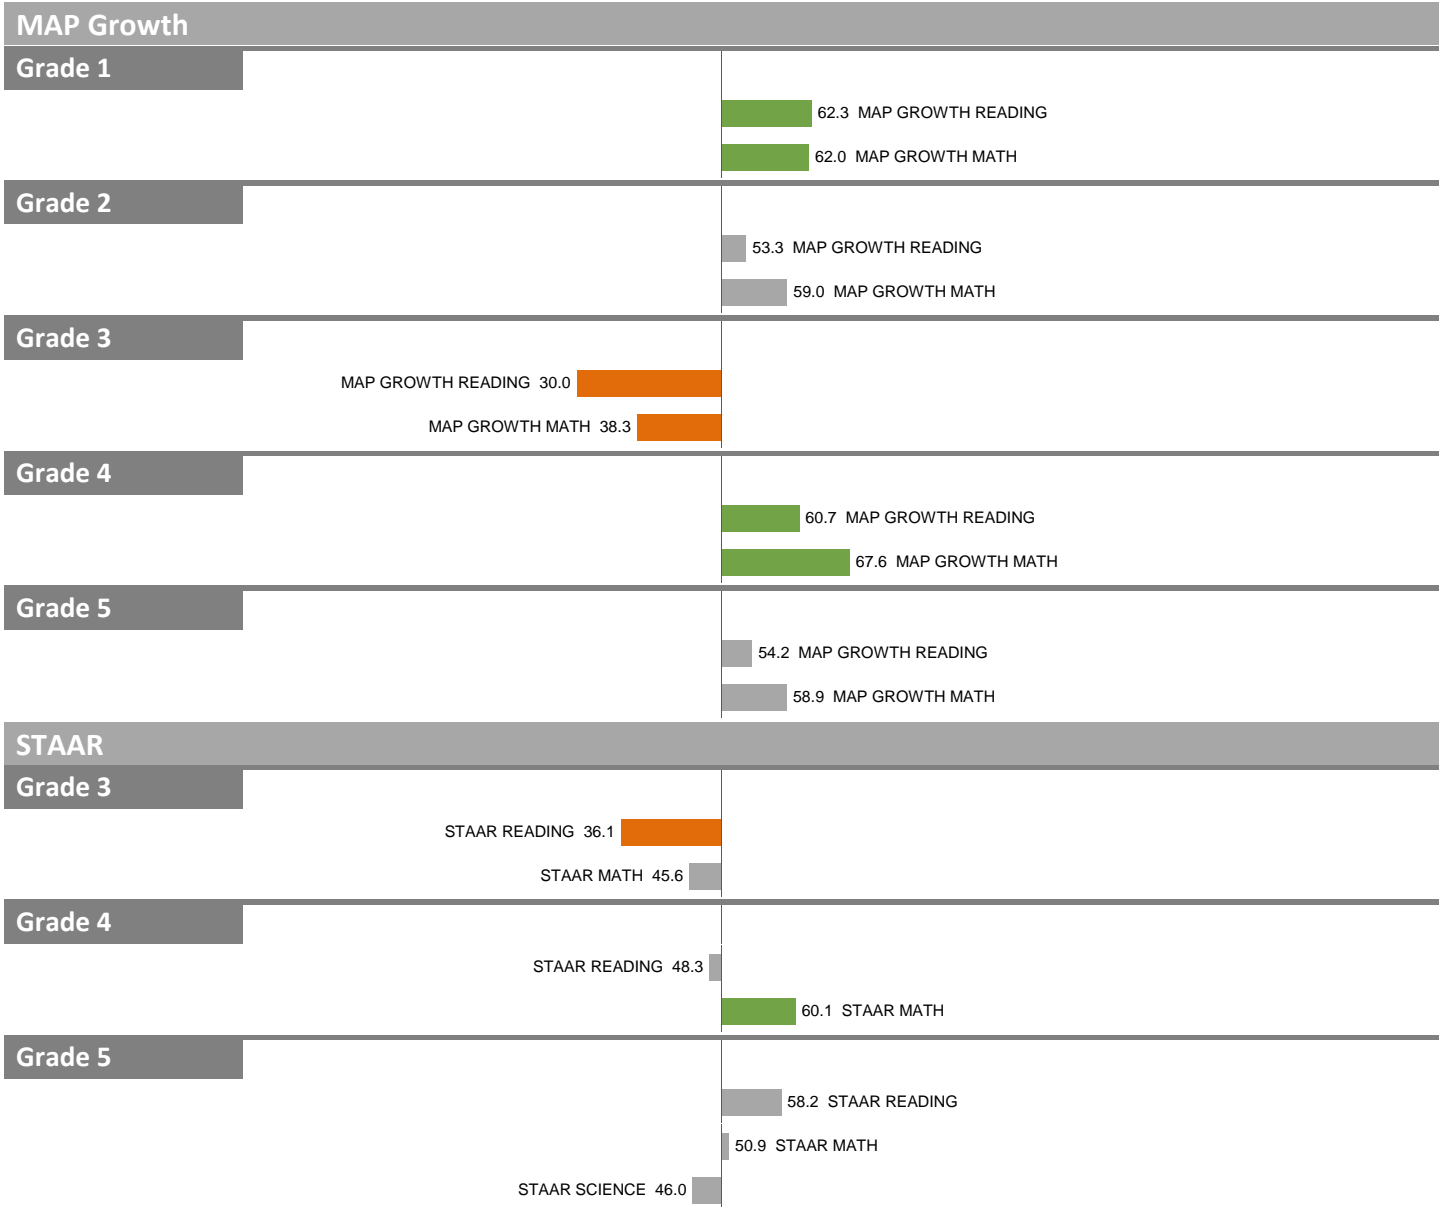 MAP Growth
Grade 1
62.3 MAP GROWTH READING
62.0 MAP GROWTH MATH
Grade 2
53.3 MAP GROWTH READING
59.0 MAP GROWTH MATH
Grade 3
MAP GROWTH READING 30.0
MAP GROWTH MATH 38.3
Grade 4
60.7 MAP GROWTH READING
67.6 MAP GROWTH MATH
Grade 5
54.2 MAP GROWTH READING
58.9 MAP GROWTH MATH
STAAR
Grade 3
STAAR READING 36.1
STAAR MATH 45.6
Grade 4
STAAR READING 48.3
60.1 STAAR MATH
Grade 5
58.2 STAAR READING
50.9 STAAR MATH
STAAR SCIENCE 46.0